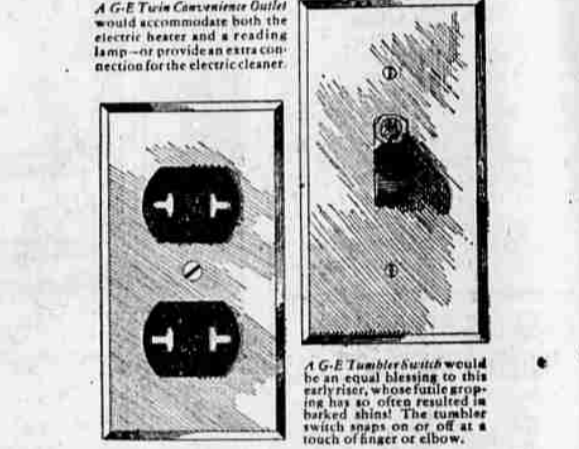 A G-E Twin Convenience Outlet
would accommodate both the
electric heater and a reading
lamp—or provide an extra con-
nection for the electric cleaner.
A G-E Tumbler Switch would
be an equal blessing to this
early riser, whose futile grop-
ing has so often resulted in
barked shins! The tumbler
switch snaps on or off at a
touch of finger or elbow.